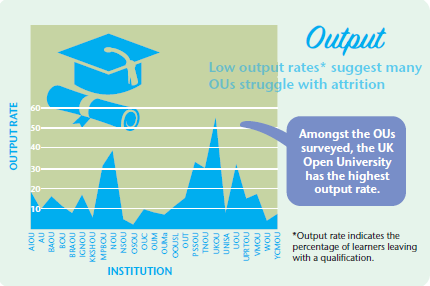 Output
Low output rates* suggest many
OUs struggle with attrition
OUTPUT RATE
60
50
40
30
20
10
AIOU
AU
BAOU
BOU
BRAOU
IGNOU
KKSHOU
MPBOU
NOU
NSOU
OSOU
OUC
OUM
OUMa
OOUSL
OUT
PSSOU
TNOU
UKOU
UNISA
UOU
UPRTOU
VMOU
WOU
YCMOU
INSTITUTION
Amongst the OUs
surveyed, the UK
Open University
has the highest
output rate.
*Output rate indicates the
percentage of learners leaving
with a qualification.